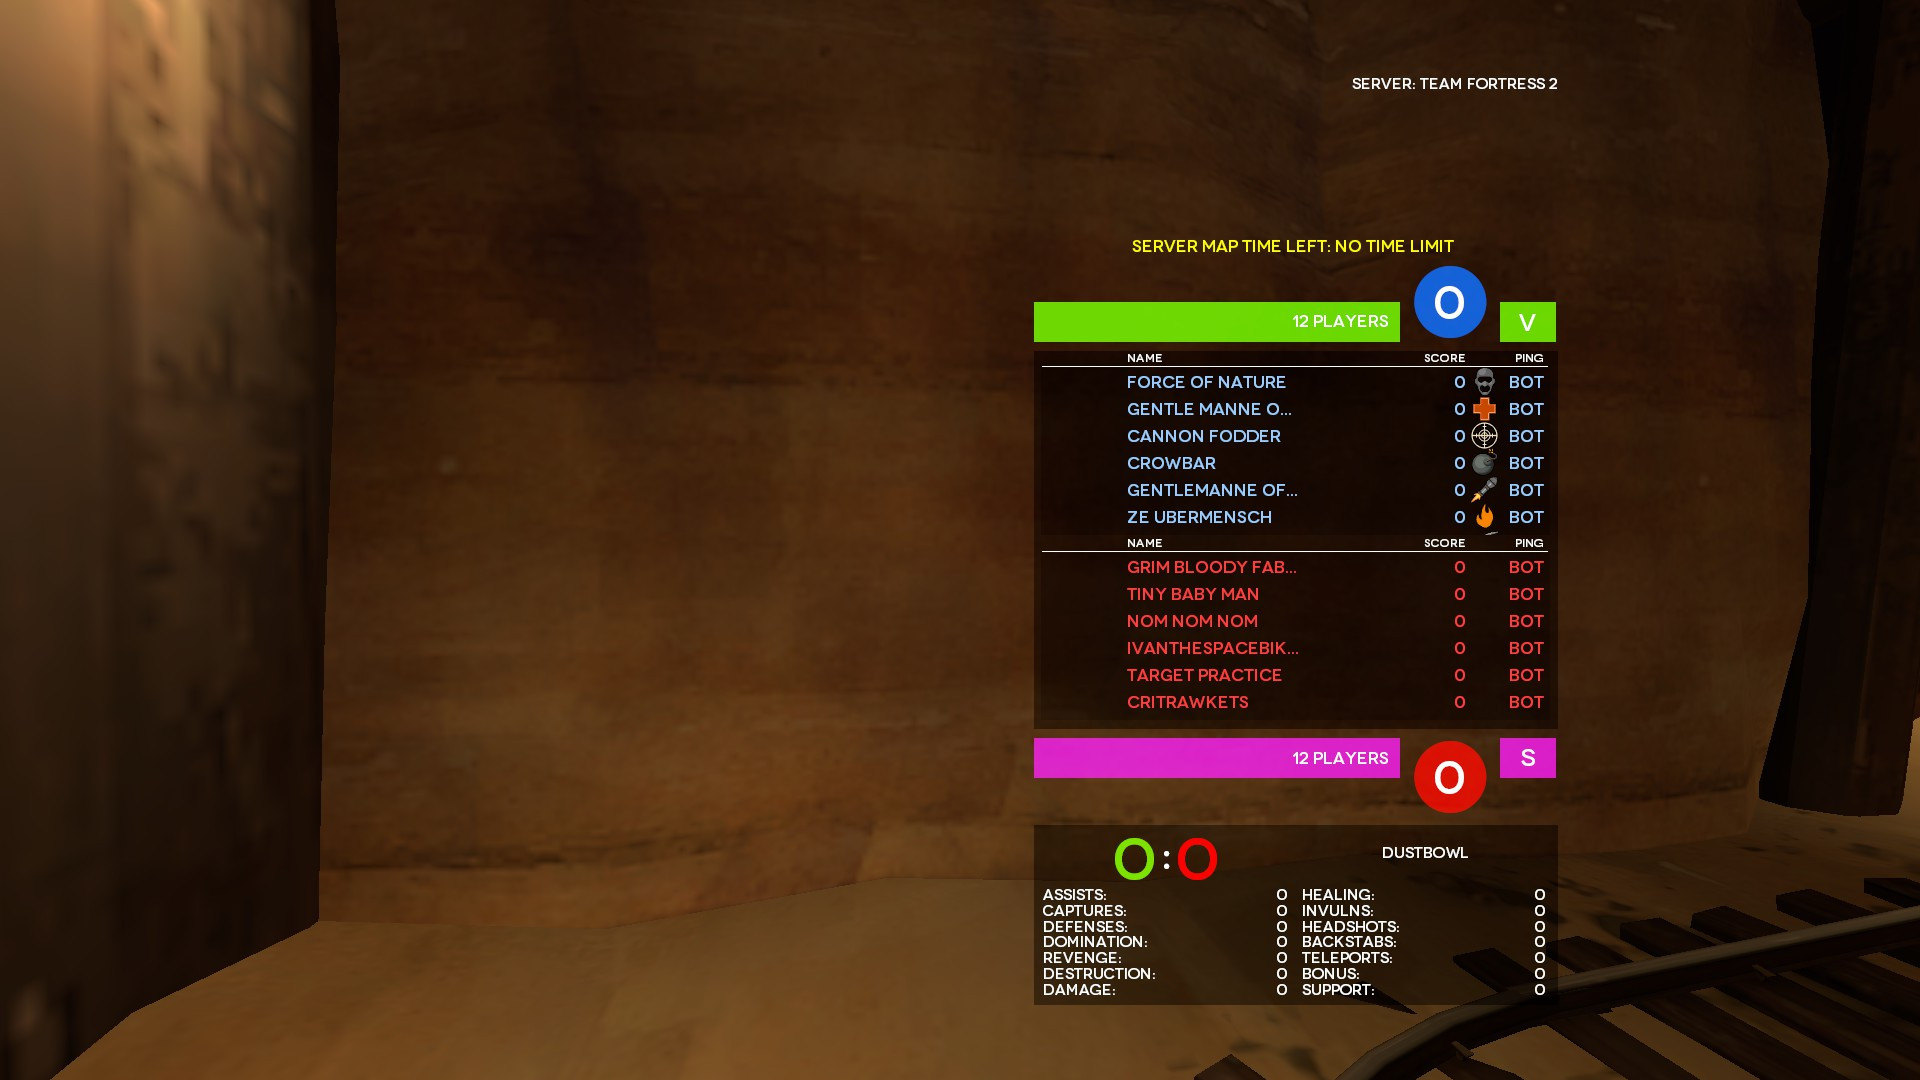 SERVER: TEAM FORTRESS 2
SERVER MAP TIME LEFT: NO TIME LIMIT
12 PLAYERS 0 V
NAME SCORE PING
FORCE OF NATURE 0 BOT
GENTLE MANNE O... 0 BOT
CANNON FODDER 0 BOT
CROWBAR 0 BOT
GENTLEMANNE OF... 0 BOT
ZE UBERMENSCH 0 BOT
NAME SCORE PING
GRIM BLOODY FAB... 0 BOT
TINY BABY MAN 0 BOT
NOM NOM NOM 0 BOT
IVANTHESPACEBIK... 0 BOT
TARGET PRACTICE 0 BOT
CRITRAWKETS 0 BOT
12 PLAYERS 0 S
0 : 0 DUSTBOWL
ASSISTS: 0 HEALING: 0
CAPTURES: 0 INVULNS: 0
DEFENSES: 0 HEADSHOTS: 0
DOMINATION: 0 BACKSTABS: 0
REVENGE: 0 TELEPORTS: 0
DESTRUCTION: 0 BONUS: 0
DAMAGE: 0 SUPPORT: 0